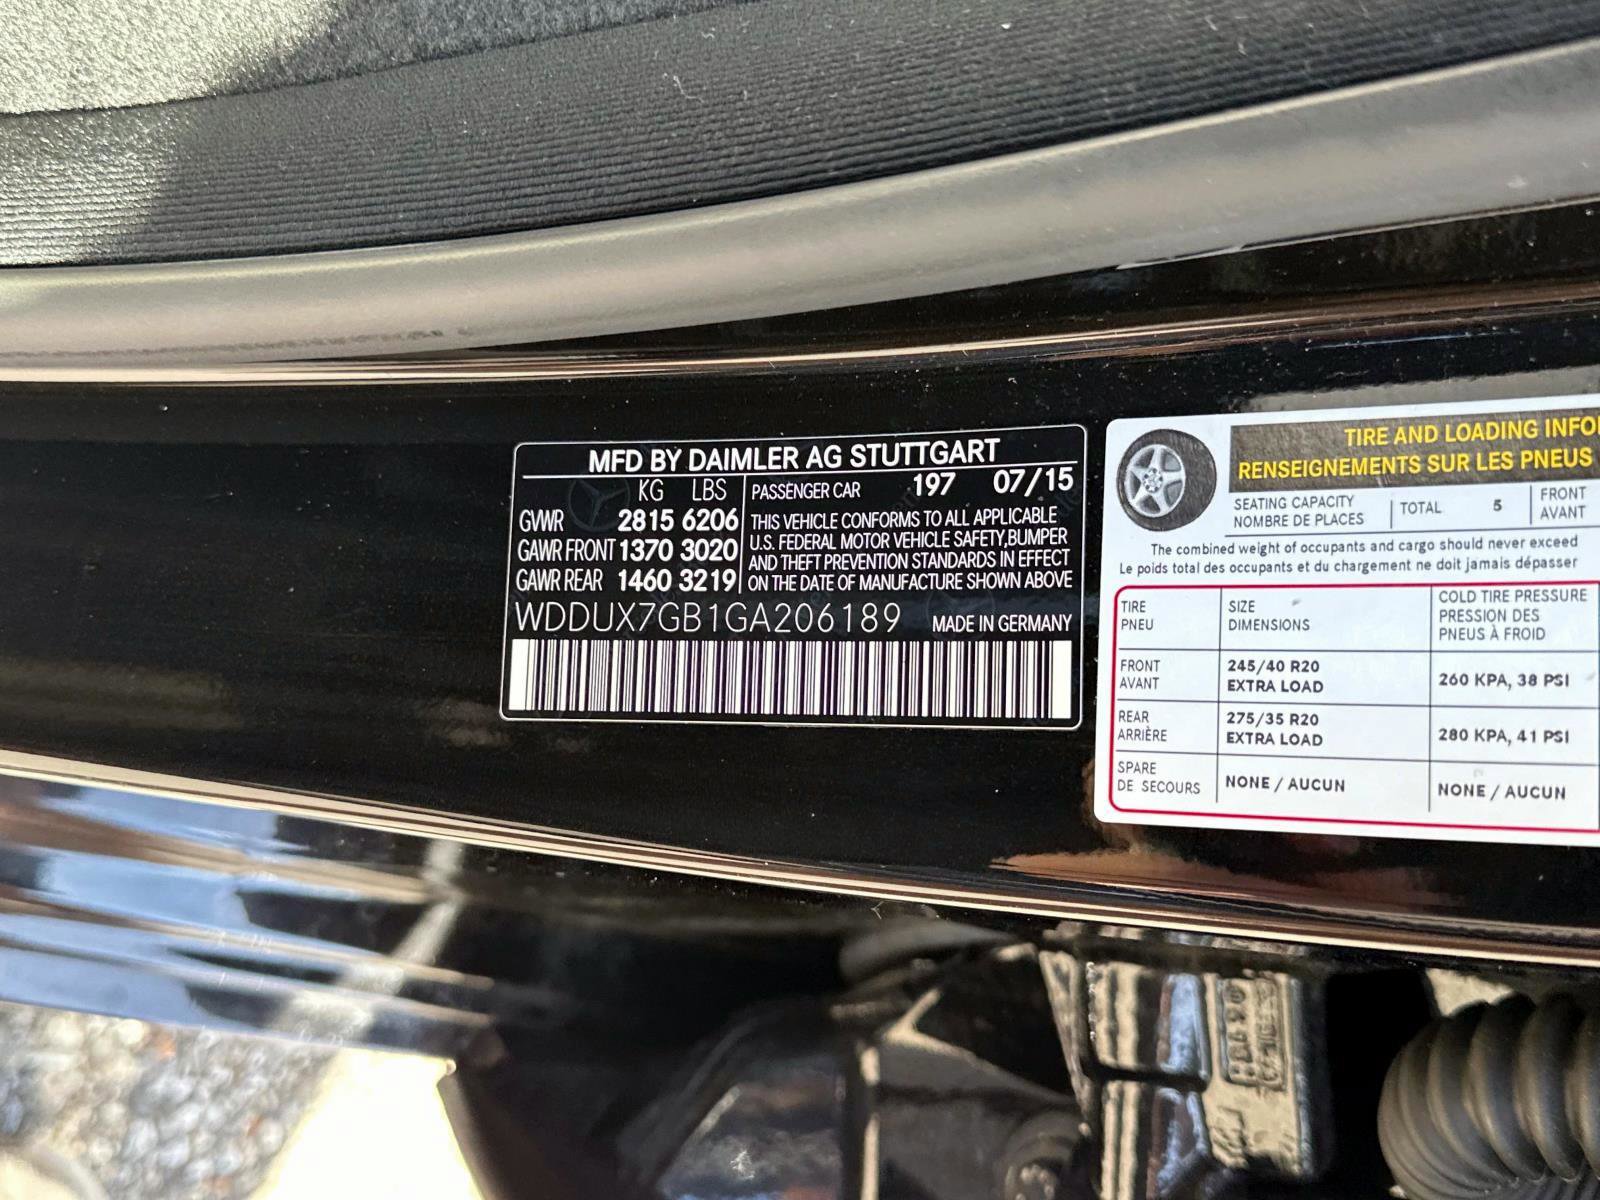 MFD BY DAIMLER AG STUTTGART
KG LBS
GVWR 2815 6206
GAWR FRONT 1370 3020
GAWR REAR 1460 3219
PASSENGER CAR 197 07/15
THIS VEHICLE CONFORMS TO ALL APPLICABLE
U.S. FEDERAL MOTOR VEHICLE SAFETY,BUMPER
AND THEFT PREVENTION STANDARDS IN EFFECT
ON THE DATE OF MANUFACTURE SHOWN ABOVE
WDDUX7GB1GA206189 MADE IN GERMANY
TIRE AND LOADING
RENSEIGNEMENTS SUR LES PNEUS
SEATING CAPACITY
NOMBRE DE PLACES
TOTAL 5
FRONT
AVANT
The combined weight of occupants and cargo should never exceed
Le poids total des occupants et du chargement ne doit jamais dépasser
TIRE
PNEU
SIZE
DIMENSIONS
COLD TIRE PRESSURE
PRESSION DES
PNEUS À FROID
FRONT
AVANT
245/40 R20
EXTRA LOAD
260 KPA, 38 PSI
REAR
ARRIÈRE
275/35 R20
EXTRA LOAD
280 KPA, 41 PSI
SPARE
DE SECOURS
NONE / AUCUN
NONE / AUCUN